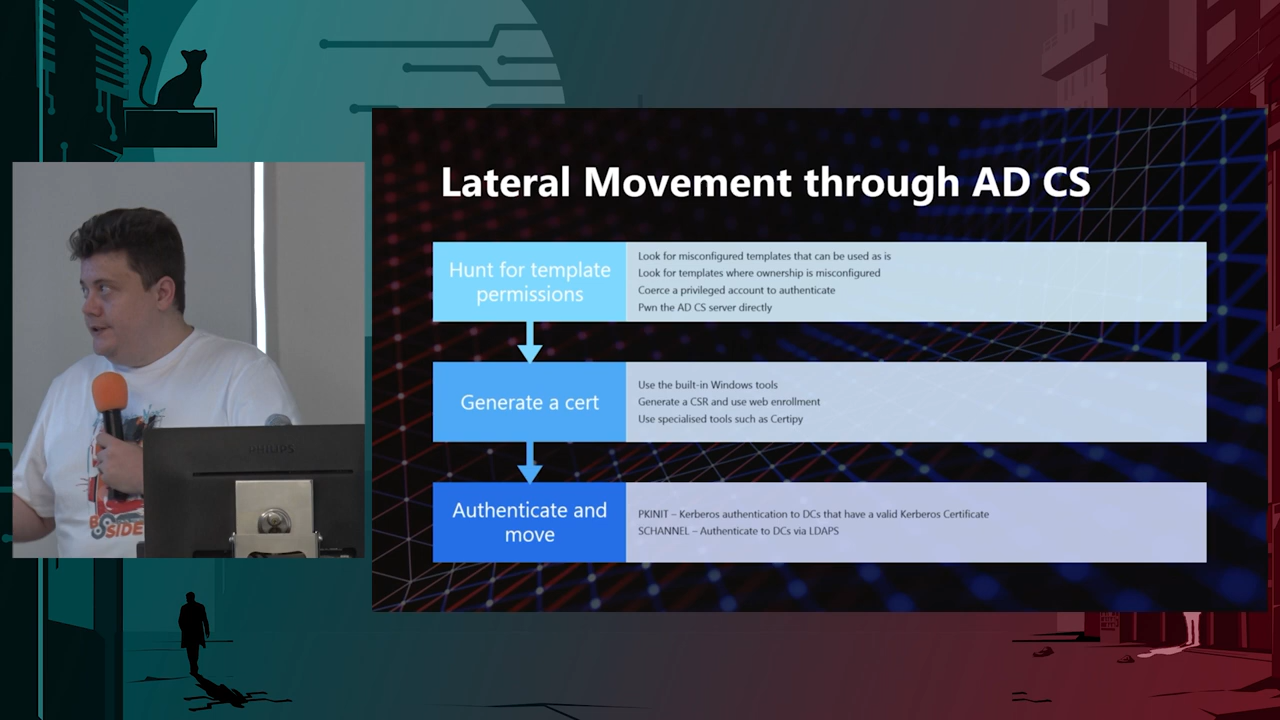 Lateral Movement through AD CS
Hunt for template
permissions
Look for misconfigured templates that can be used as is
Look for templates where ownership is misconfigured
Coerce a privileged account to authenticate
Pwn the AD CS server directly
Generate a cert
Use the built-in Windows tools
Generate a CSR and use web enrollment
Use specialised tools such as Certipy
Authenticate and
move
PKINIT – Kerberos authentication to DCs that have a valid Kerberos Certificate
SCHANNEL – Authenticate to DCs via LDAPS
PHILIPS